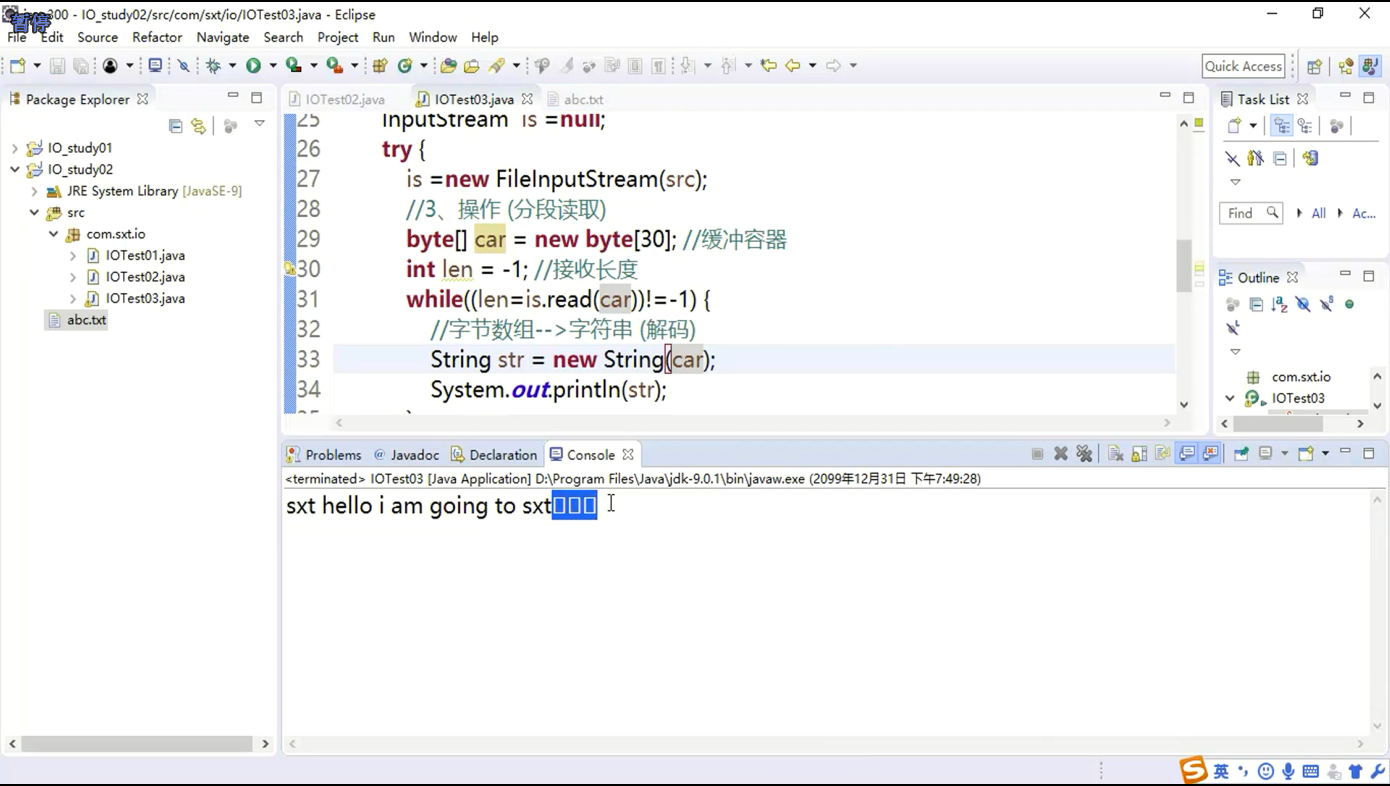 300 - IO_study02/src/com/sxt/io/IOTest03.java - Eclipse
暂停
File Edit Source Refactor Navigate Search Project Run Window Help
Quick Access
Package Explorer
IOTest02.java IOTest03.java abc.txt
Task List
IO_study01
IO_study02
JRE System Library [JavaSE-9]
src
com.sxt.io
IOTest01.java
IOTest02.java
IOTest03.java
abc.txt
25 InputStream is =null;
26 try {
27 is =new FileInputStream(src);
28 //3、操作 (分段读取)
29 byte[] car = new byte[30]; //缓冲容器
30 int len = -1; //接收长度
31 while((len=is.read(car))!=-1) {
32 //字节数组-->字符串 (解码)
33 String str = new String(car);
34 System.out.println(str);
Find All Ac...
Outline
com.sxt.io
IOTest03
Problems @ Javadoc Declaration Console
<terminated> IOTest03 [Java Application] D:\Program Files\Java\jdk-9.0.1\bin\javaw.exe (2099年12月31日 下午7:49:28)
sxt hello i am going to sxt□□□
S 英